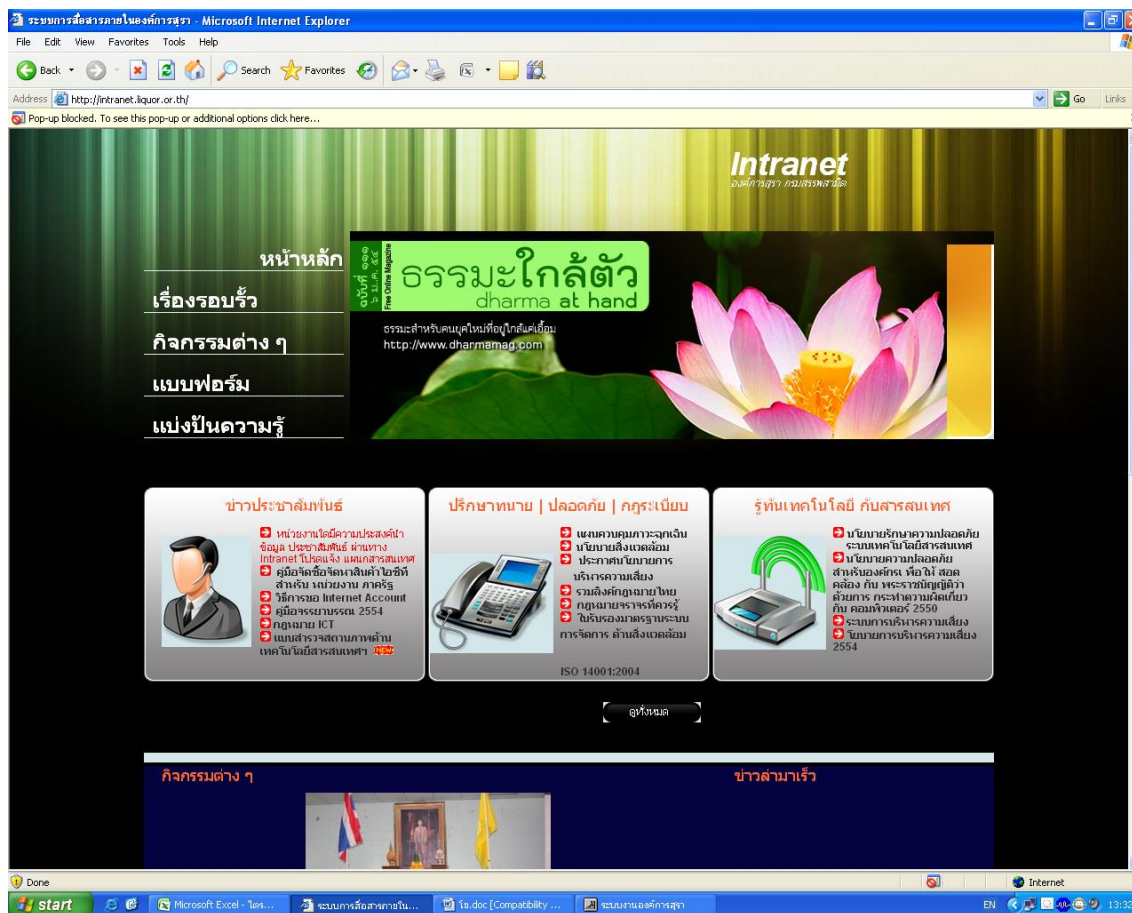 ระบบการสื่อสารภายในองค์การสุรา - Microsoft Internet Explorer
File Edit View Favorites Tools Help
Back Search Favorites
Address http://intranet.liquor.or.th/ Go Links
Pop-up blocked. To see this pop-up or additional options click here...
Intranet
องค์การสุรา กรมสรรพสามิต
หน้าหลัก
เรื่องรอบรั้ว
กิจกรรมต่าง ๆ
แบบฟอร์ม
แบ่งปันความรู้
ฉบับที่ ๑๑๑
๖ ม.ค. ๕๔
Free Online Magazine
ธรรมะใกล้ตัว
dharma at hand
ธรรมะสำหรับคนยุคใหม่ที่อยู่ใกล้แค่เอื้อม
http://www.dharmamag.com
ข่าวประชาสัมพันธ์
หน่วยงานใดมีความประสงค์นำ
ข้อมูล ประชาสัมพันธ์ ผ่านทาง
Intranet โปรดแจ้ง แผนกสารสนเทศ
คู่มือจัดซื้อจัดหาสินค้าไอซีที
สำหรับ หน่วยงาน ภาครัฐ
วิธีการขอ Internet Account
คู่มือจรรยาบรรณ 2554
กฎหมาย ICT
แบบสำรวจสถานภาพด้าน
เทคโนโลยีสารสนเทศฯ NEW
ปรึกษาทนาย | ปลอดภัย | กฎระเบียบ
แผนควบคุมภาวะฉุกเฉิน
นโยบายสิ่งแวดล้อม
ประกาศนโยบายการ
บริหารความเสี่ยง
รวมลิงค์กฎหมายไทย
กฎหมายจราจรที่ควรรู้
ใบรับรองมาตรฐานระบบ
การจัดการ ด้านสิ่งแวดล้อม
ISO 14001:2004
รู้ทันเทคโนโลยี กับสารสนเทศ
นโยบายรักษาความปลอดภัย
ระบบเทคโนโลยีสารสนเทศ
นโยบายความปลอดภัย
สำหรับองค์กร เพื่อให้ สอด
คล้อง กับ พระราชบัญญัติว่า
ด้วยการ กระทำความผิดเกี่ยว
กับ คอมพิวเตอร์ 2550
ระบบการบริหารความเสี่ยง
โยบายการบริหารความเสี่ยง
2554
ดูทั้งหมด
กิจกรรมต่าง ๆ
ข่าวล่ามาเร็ว
Done Internet
start Microsoft Excel - ไตร... ระบบการสื่อสารภายใน... โย.doc [Compatibility ... ระบบงานองค์การสุรา EN 13:32